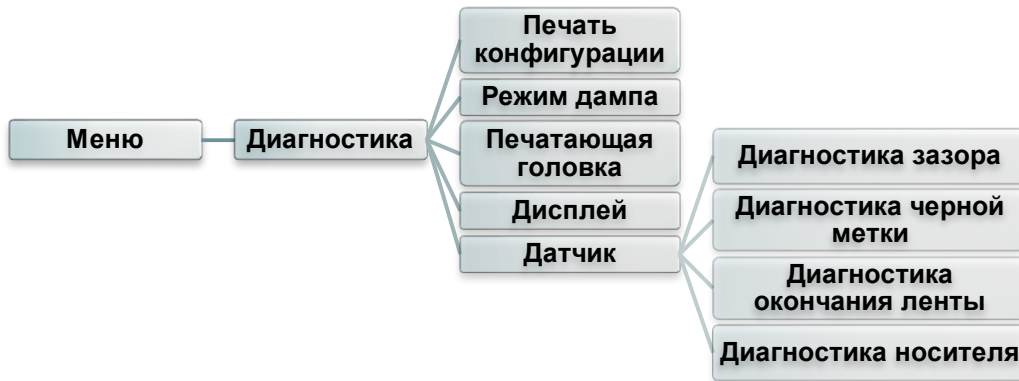 Меню
Диагностика
Печать
конфигурации
Режим дампа
Печатающая
головка
Дисплей
Датчик
Диагностика зазора
Диагностика черной
метки
Диагностика
окончания ленты
Диагностика носителя